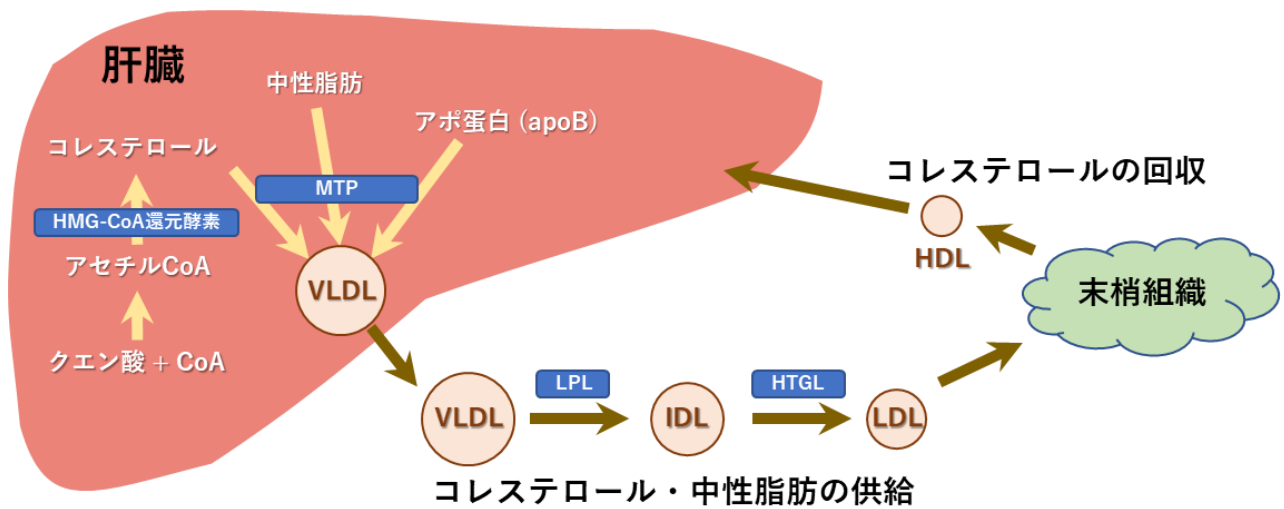 肝臓
中性脂肪
アポ蛋白 (apoB)
コレステロール
MTP
HMG-CoA還元酵素
アセチルCoA
VLDL
クエン酸 + CoA
コレステロールの回収
HDL
末梢組織
VLDL
LPL
IDL
HTGL
LDL
コレステロール・中性脂肪の供給